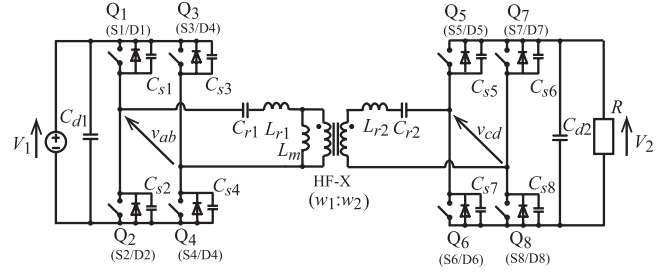 Q1
(S1/D1)
Q3
(S3/D4)
Q5
(S5/D5)
Q7
(S7/D7)
Cs1
Cs3
Cs5
Cs6
V1
Cd1
vab
Cr1
Lr1
Lm
Lr2
Cr2
vcd
Cd2
R
V2
HF-X
(w1:w2)
Cs2
Cs4
Cs7
Cs8
Q2
(S2/D2)
Q4
(S4/D4)
Q6
(S6/D6)
Q8
(S8/D8)